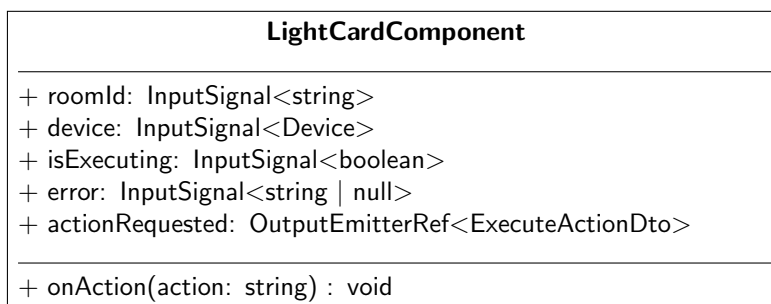 LightCardComponent
+ roomId: InputSignal<string>
+ device: InputSignal<Device>
+ isExecuting: InputSignal<boolean>
+ error: InputSignal<string | null>
+ actionRequested: OutputEmitterRef<ExecuteActionDto>
+ onAction(action: string) : void